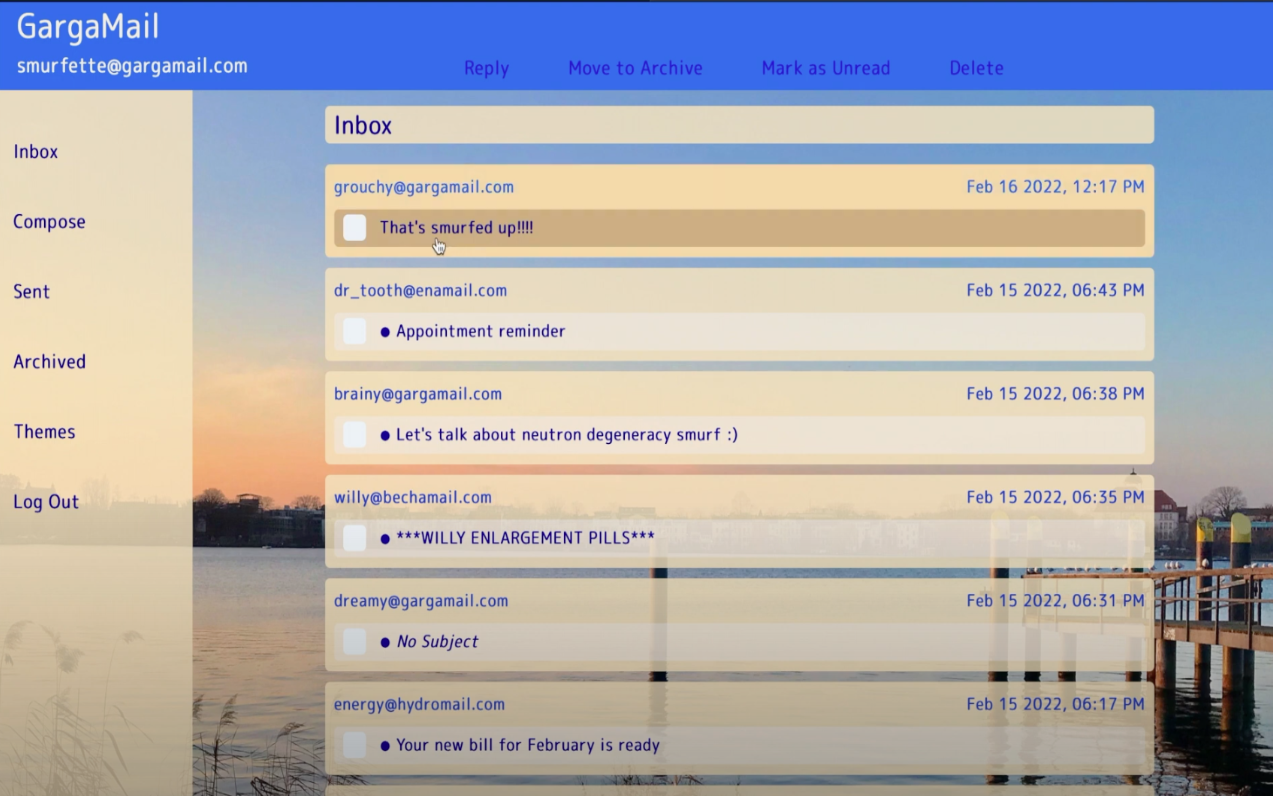 GargaMail
smurfette@gargamail.com
Reply Move to Archive Mark as Unread Delete
Inbox
Compose
Sent
Archived
Themes
Log Out
Inbox
grouchy@gargamail.com Feb 16 2022, 12:17 PM
That's smurfed up!!!!
dr_tooth@enamail.com Feb 15 2022, 06:43 PM
● Appointment reminder
brainy@gargamail.com Feb 15 2022, 06:38 PM
● Let's talk about neutron degeneracy smurf :)
willy@bechamail.com Feb 15 2022, 06:35 PM
● ***WILLY ENLARGEMENT PILLS***
dreamy@gargamail.com Feb 15 2022, 06:31 PM
● No Subject
energy@hydromail.com Feb 15 2022, 06:17 PM
● Your new bill for February is ready